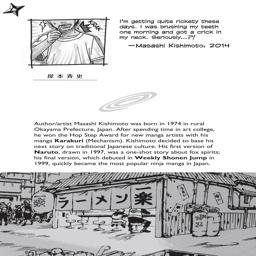 I'm getting quite rickety these
days. I was brushing my teeth
one morning and got a crick in
my neck. Seriously...?!
—Masashi Kishimoto, 2014
岸本斉史
Author/artist Masashi Kishimoto was born in 1974 in rural
Okayama Prefecture, Japan. After spending time in art college,
he won the Hop Step Award for new manga artists with his
manga Karakuri (Mechanism). Kishimoto decided to base his
next story on traditional Japanese culture. His first version of
Naruto, drawn in 1997, was a one-shot story about fox spirits;
his final version, which debuted in Weekly Shonen Jump in
1999, quickly became the most popular ninja manga in Japan.
ラーメン楽